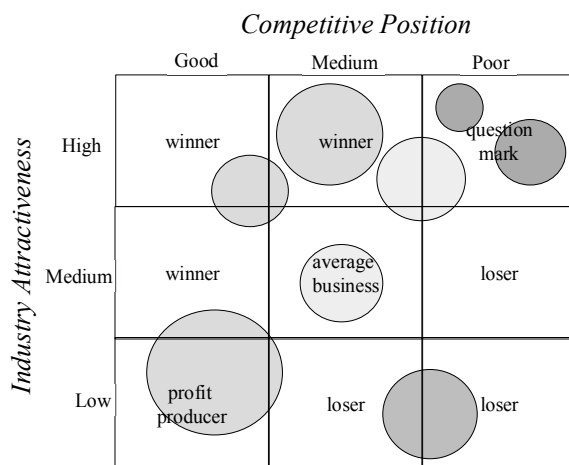 Competitive Position
Good Medium Poor
Industry Attractiveness
High
winner
winner
question
mark
Medium
winner
average
business
loser
Low
profit
producer
loser
loser